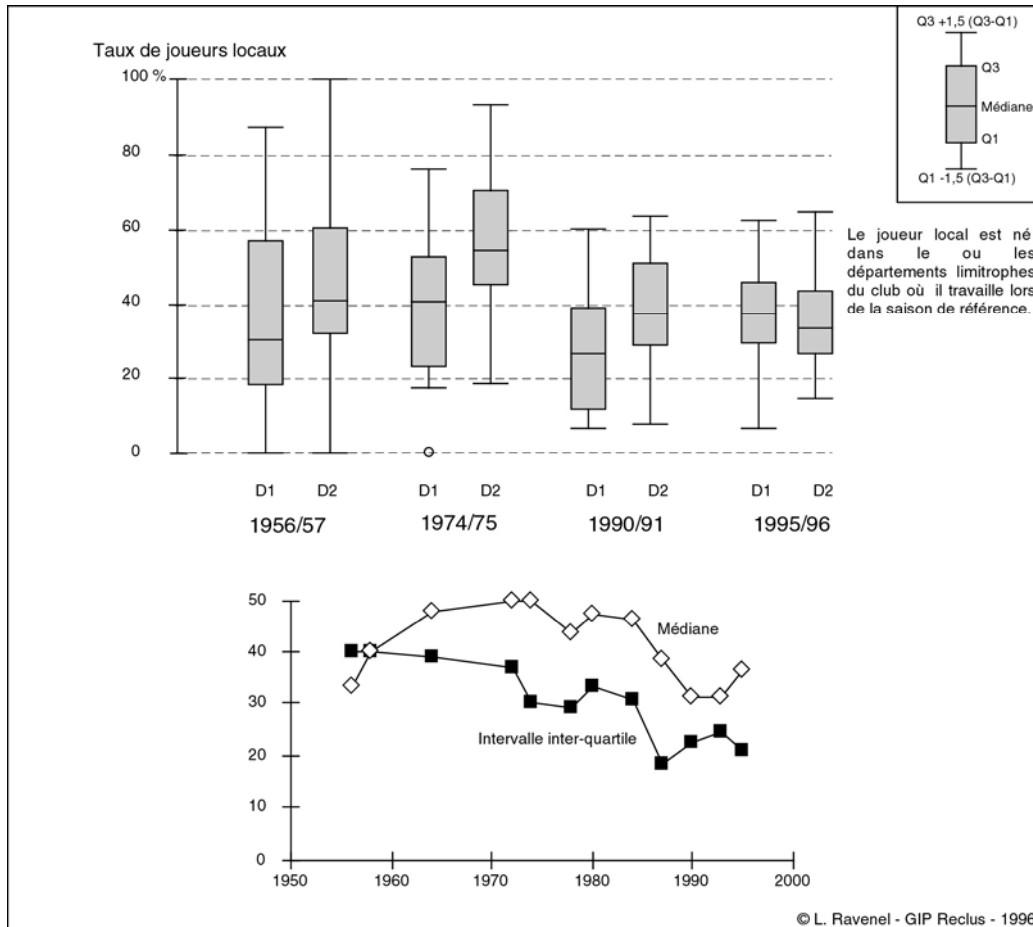 Taux de joueurs locaux
100 %
80
60
40
20
0
D1 D2 D1 D2 D1 D2 D1 D2
1956/57 1974/75 1990/91 1995/96
Q3 +1,5 (Q3-Q1)
Q3
Médiane
Q1
Q1 -1,5 (Q3-Q1)
Le joueur local est né
dans le ou les
départements limitrophes
du club où il travaille lors
de la saison de référence.
50
40
30
20
10
0
Médiane
Intervalle inter-quartile
1950 1960 1970 1980 1990 2000
© L. Ravenel - GIP Reclus - 1996